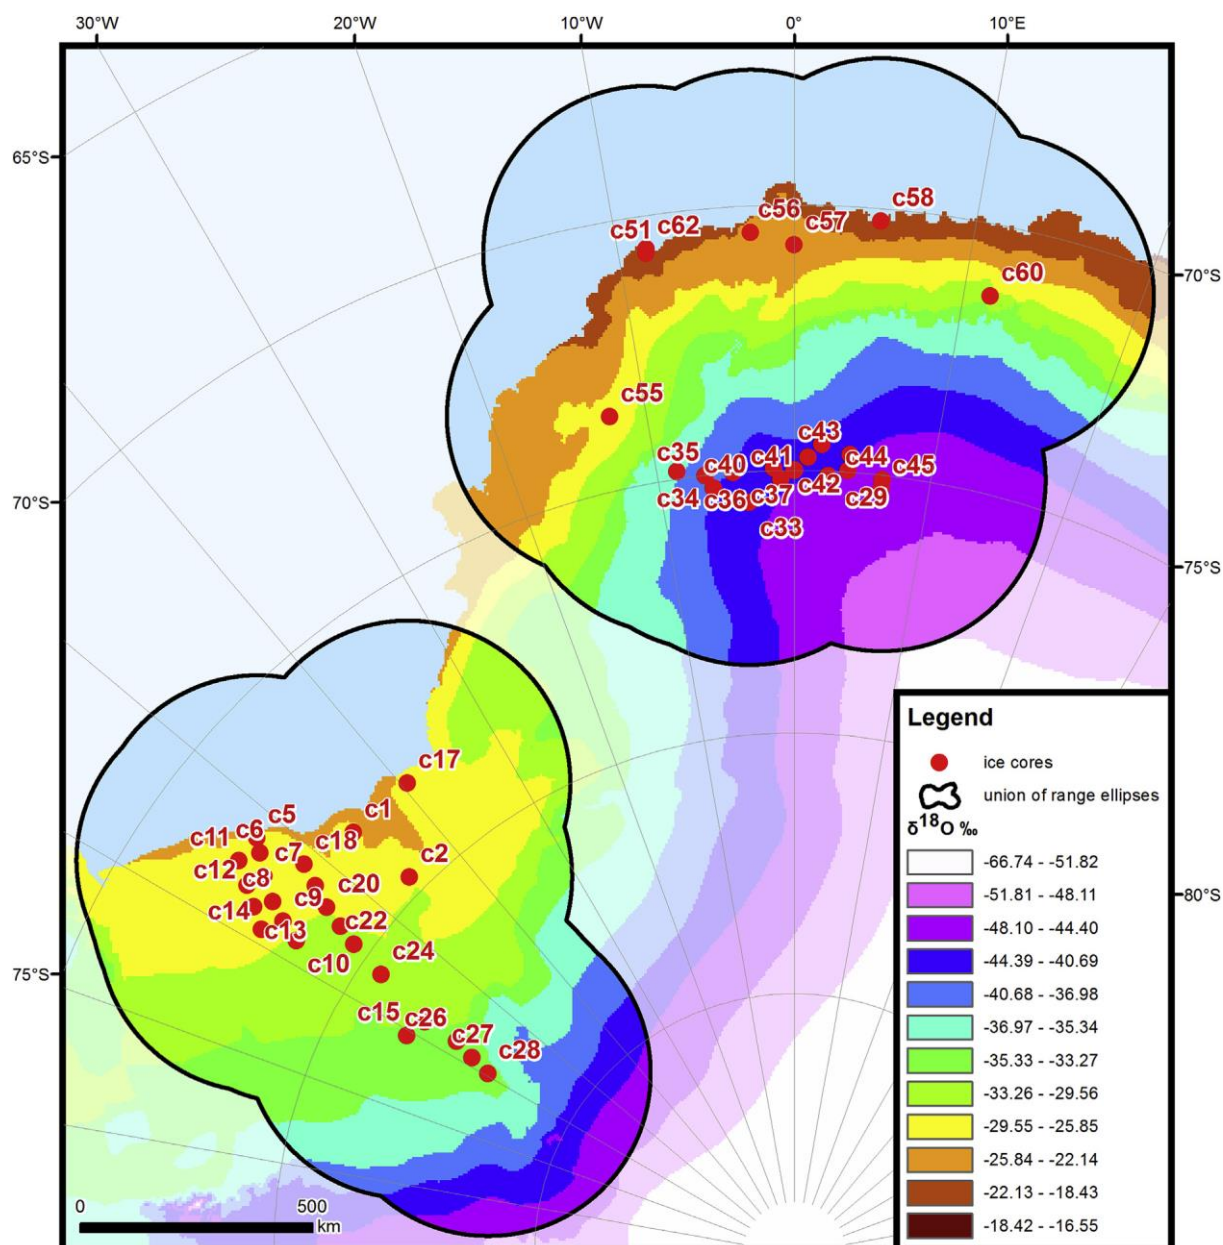 30°W 20°W 10°W 0° 10°E
65°S
c58
c56
c51 c62 c57
c60
70°S
c55
c43
c35 c40 c41 c44 c45
c34 c36 c37 c42 c29
70°S
c33
75°S
Legend
c17
ice cores
c1
union of range ellipses
c5
c11 c6 c18
δ18O ‰
c7 c2
c12 c8 c20
-66.74 - -51.82
c14 c9 c22
-51.81 - -48.11
80°S
c13
-48.10 - -44.40
c10 c24
-44.39 - -40.69
75°S
-40.68 - -36.98
c15 c26
-36.97 - -35.34
c27 c28
-35.33 - -33.27
-33.26 - -29.56
-29.55 - -25.85
-25.84 - -22.14
-22.13 - -18.43
0 500
km
-18.42 - -16.55